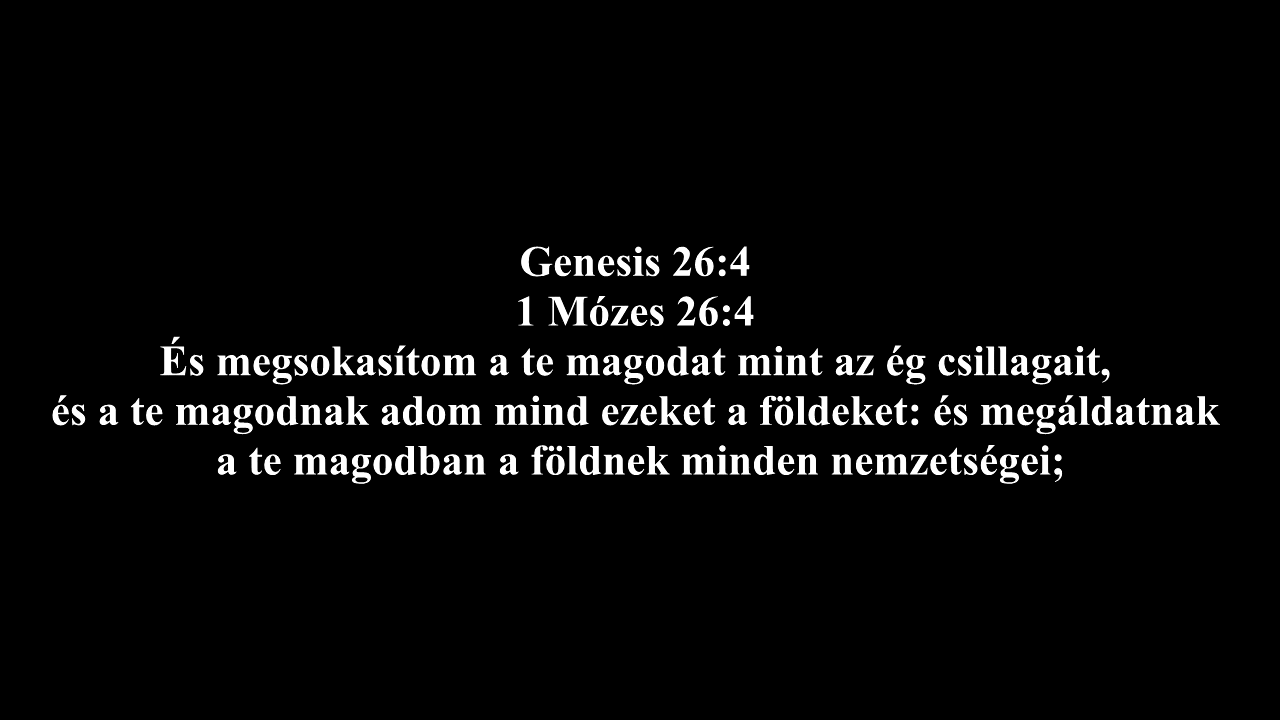 Genesis 26:4
1 Mózes 26:4
És megsokasítom a te magodat mint az ég csillagait,
és a te magodnak adom mind ezeket a földeket: és megáldatnak
a te magodban a földnek minden nemzetségei;